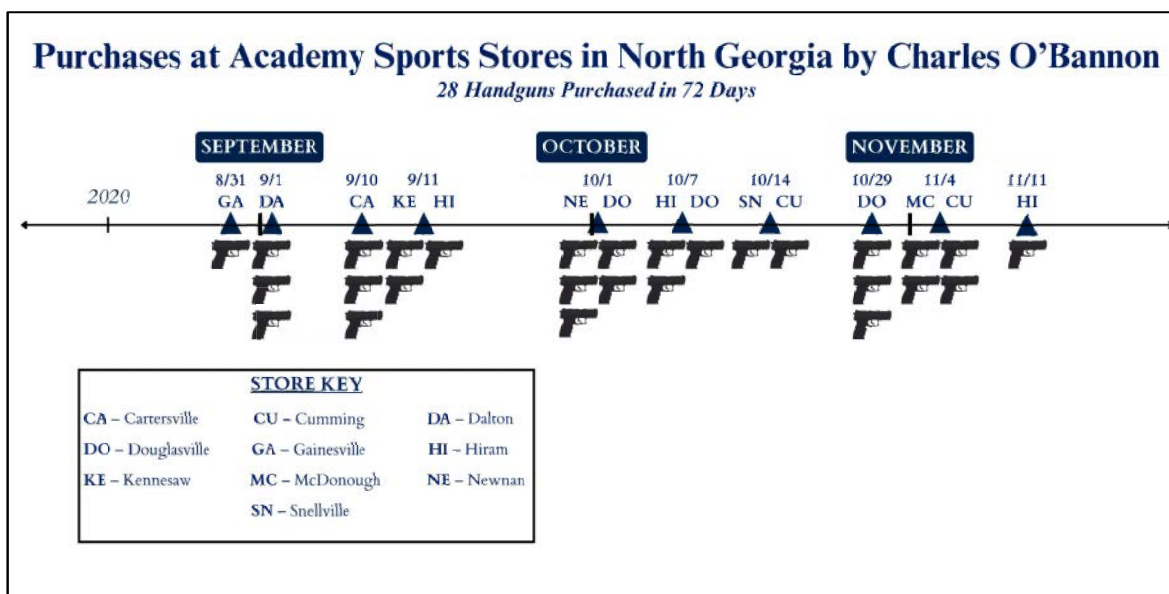 Purchases at Academy Sports Stores in North Georgia by Charles O'Bannon
28 Handguns Purchased in 72 Days
SEPTEMBER OCTOBER NOVEMBER
2020 8/31 9/1 9/10 9/11 10/1 10/7 10/14 10/29 11/4 11/11
GA DA CA KE HI NE DO HI DO SN CU DO MC CU HI
STORE KEY
CA – Cartersville CU – Cumming DA – Dalton
DO – Douglasville GA – Gainesville HI – Hiram
KE – Kennesaw MC – McDonough NE – Newnan
SN – Snellville